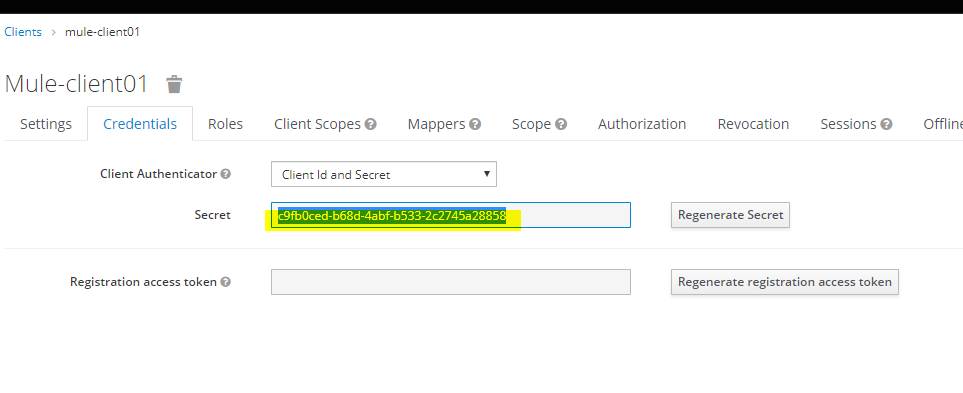 Clients > mule-client01
Mule-client01
Settings Credentials Roles Client Scopes Mappers Scope Authorization Revocation Sessions Offline
Client Authenticator Client Id and Secret
Secret c9fb0ced-b68d-4abf-b533-2c2745a28858 Regenerate Secret
Registration access token Regenerate registration access token